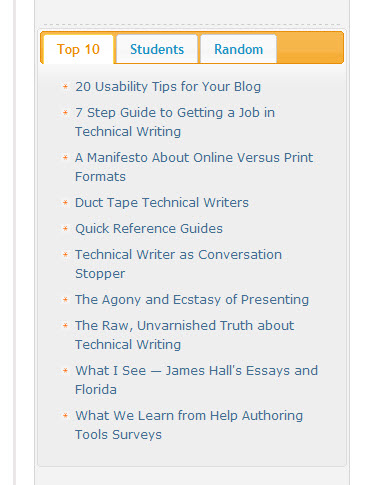 Top 10 Students Random
20 Usability Tips for Your Blog
7 Step Guide to Getting a Job in
Technical Writing
A Manifesto About Online Versus Print
Formats
Duct Tape Technical Writers
Quick Reference Guides
Technical Writer as Conversation
Stopper
The Agony and Ecstasy of Presenting
The Raw, Unvarnished Truth about
Technical Writing
What I See — James Hall's Essays and
Florida
What We Learn from Help Authoring
Tools Surveys